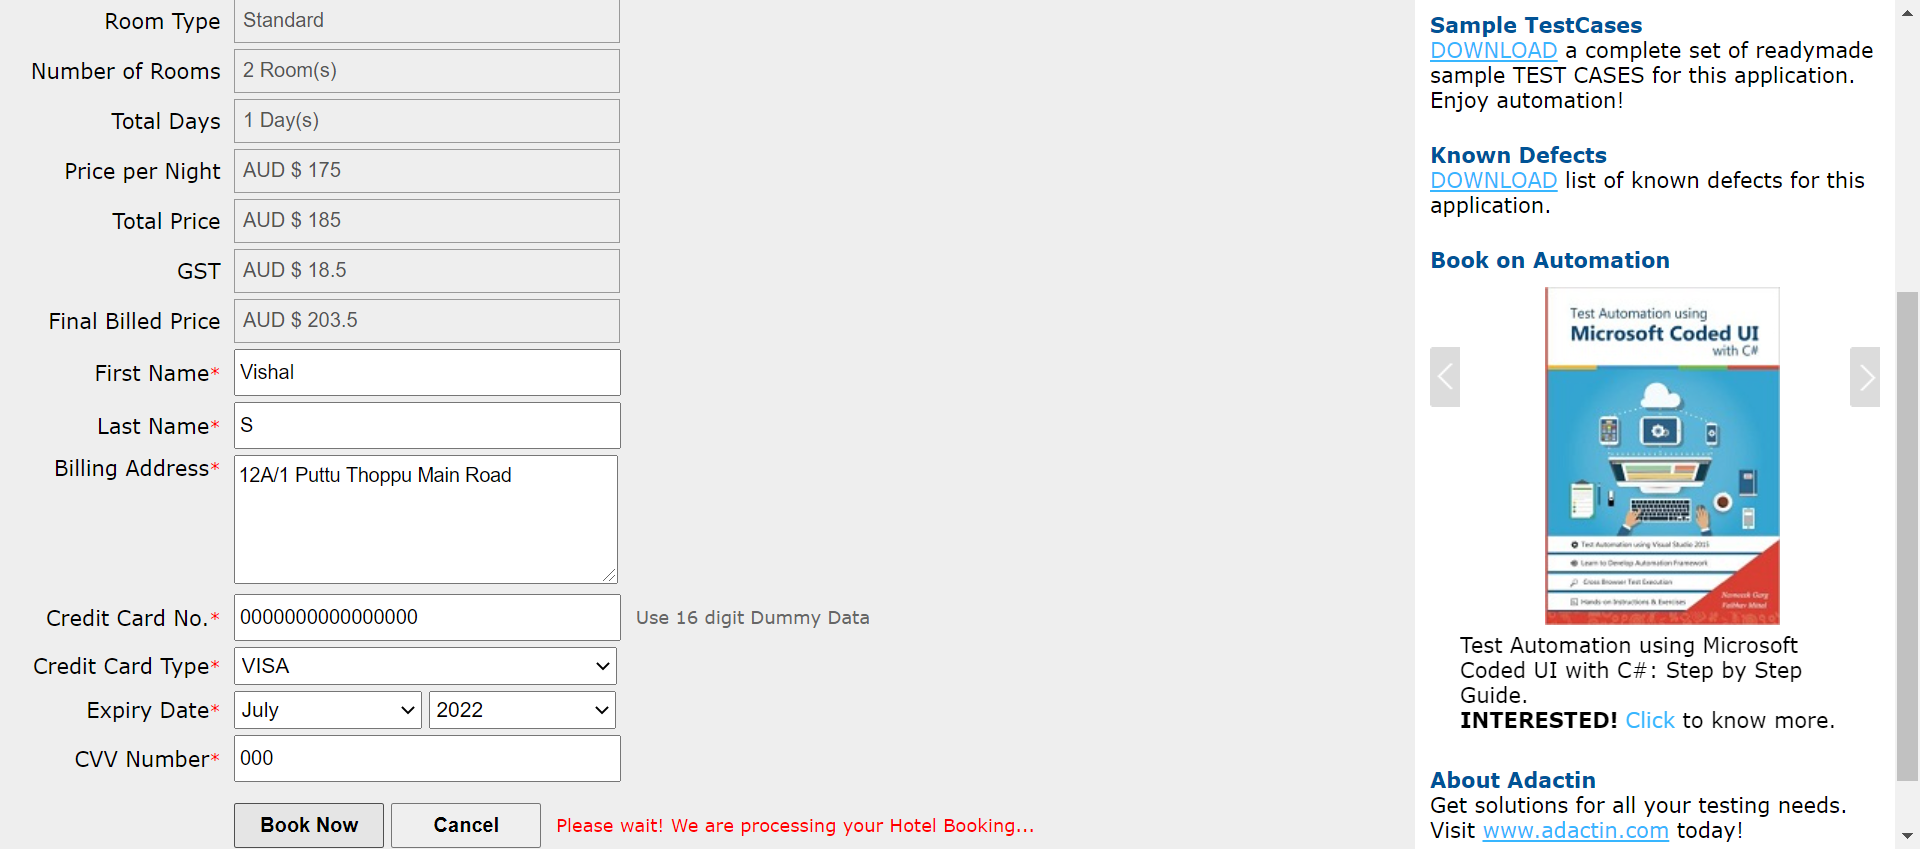 Room Type Standard
Number of Rooms 2 Room(s)
Total Days 1 Day(s)
Price per Night AUD $ 175
Total Price AUD $ 185
GST AUD $ 18.5
Final Billed Price AUD $ 203.5
First Name* Vishal
Last Name* S
Billing Address* 12A/1 Puttu Thoppu Main Road
Credit Card No.* 0000000000000000 Use 16 digit Dummy Data
Credit Card Type* VISA
Expiry Date* July 2022
CVV Number* 000
Book Now Cancel Please wait! We are processing your Hotel Booking...
Sample TestCases
DOWNLOAD a complete set of readymade
sample TEST CASES for this application.
Enjoy automation!
Known Defects
DOWNLOAD list of known defects for this
application.
Book on Automation
Test Automation using
Microsoft Coded UI
with C#
Test Automation using Visual Studio 2015
Learn to Develop Automation Framework
Cross Browser Test Execution
Hands-on Instructions & Exercises
Nameesh Garg
Vaibhav Mittal
Test Automation using Microsoft
Coded UI with C#: Step by Step
Guide.
INTERESTED! Click to know more.
About Adactin
Get solutions for all your testing needs.
Visit www.adactin.com today!